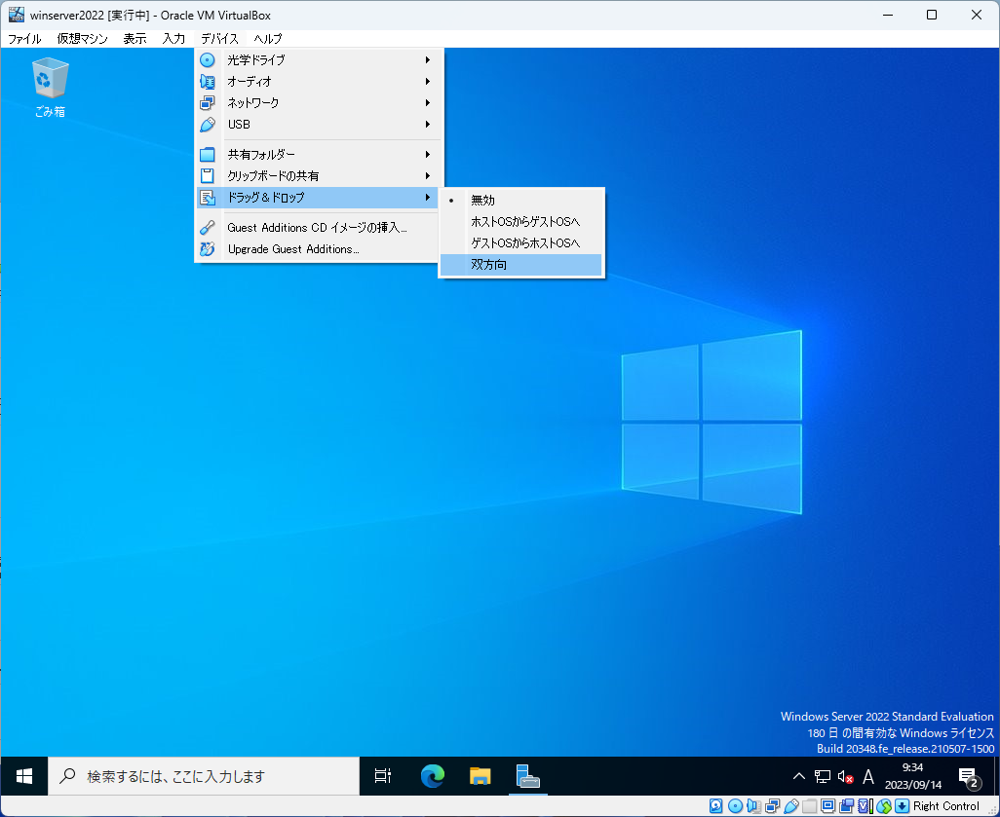 winserver2022 [実行中] - Oracle VM VirtualBox
ファイル 仮想マシン 表示 入力 デバイス ヘルプ
ごみ箱
光学ドライブ
オーディオ
ネットワーク
USB
共有フォルダー
クリップボードの共有
ドラッグ＆ドロップ
Guest Additions CD イメージの挿入...
Upgrade Guest Additions...
無効
ホストOSからゲストOSへ
ゲストOSからホストOSへ
双方向
Windows Server 2022 Standard Evaluation
180 日 の間有効な Windows ライセンス
Build 20348.fe_release.210507-1500
検索するには、ここに入力します
A
9:34
2023/09/14
2
Right Control